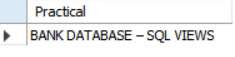 Practical
BANK DATABASE – SQL VIEWS